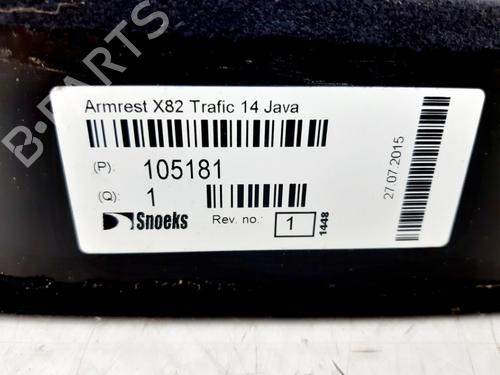 Armrest X82 Trafic 14 Java
(P): 105181
(Q): 1
Snoeks
Rev. no.: 1
1448
27.07.2015
B-PARTS